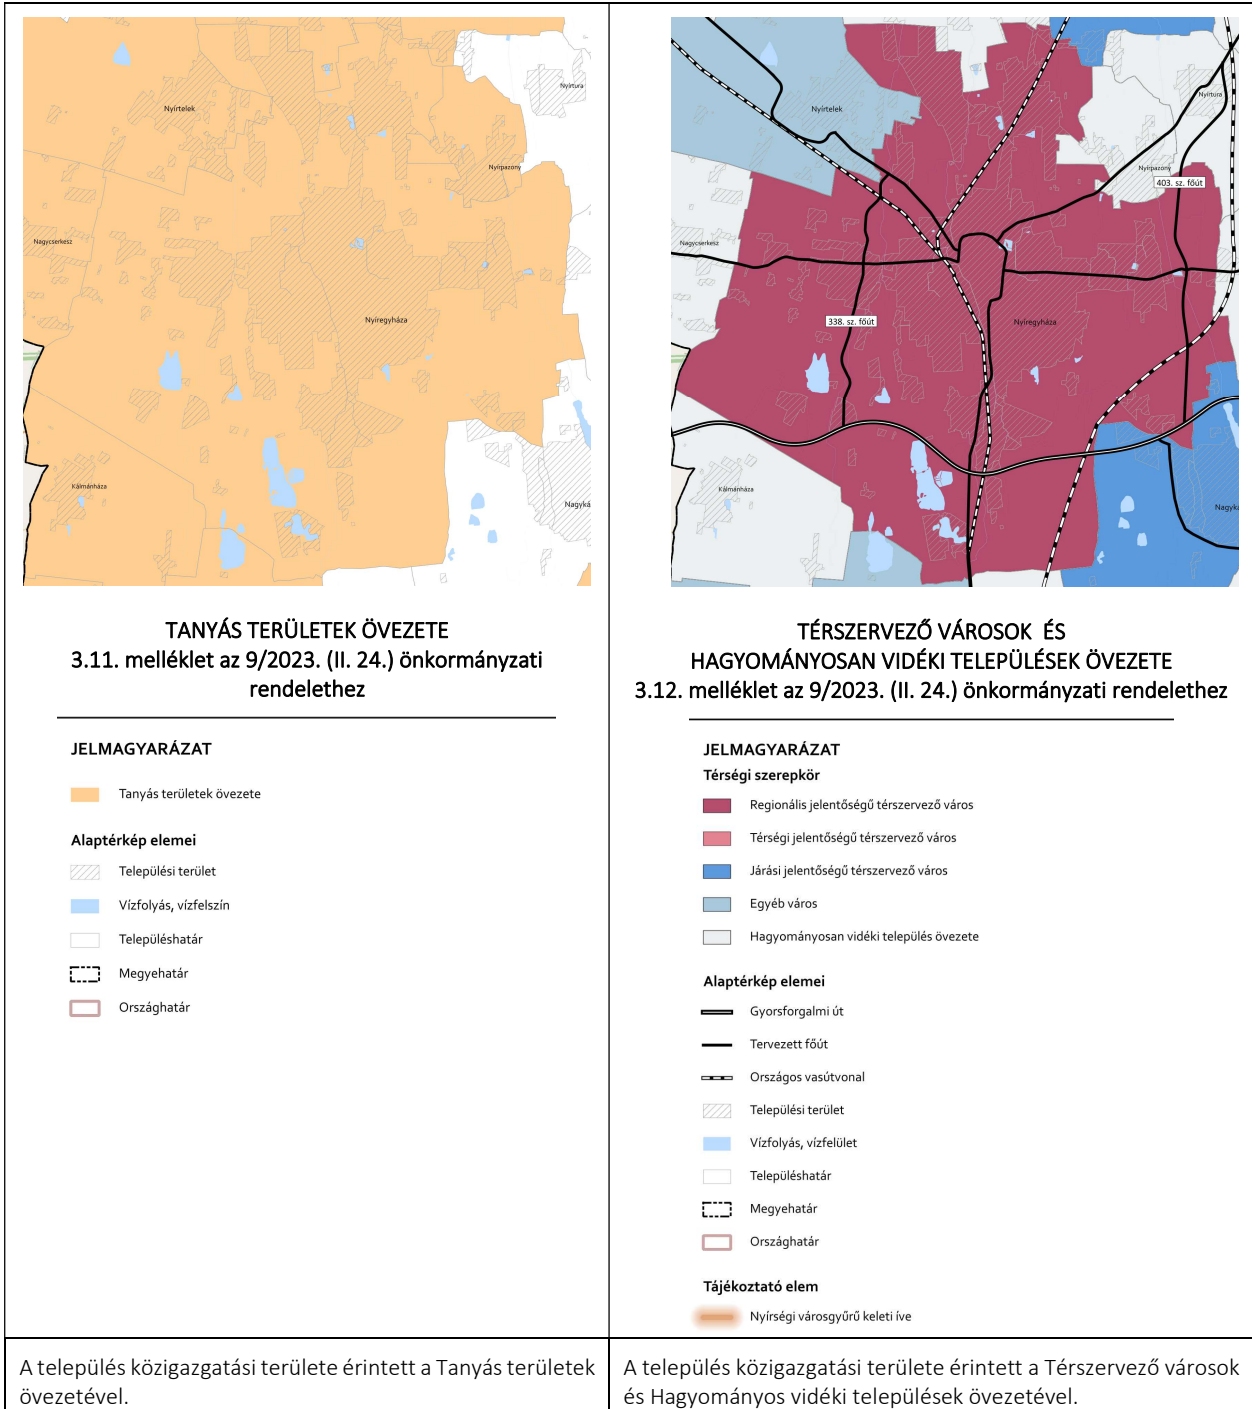 Nyírtelek
Nyírtura
Nyírpazony
Nagycserkesz
Nyíregyháza
Kálmánháza
Nagyká
TANYÁS TERÜLETEK ÖVEZETE
3.11. melléklet az 9/2023. (II. 24.) önkormányzati
rendelethez
JELMAGYARÁZAT
Tanyás területek övezete
Alaptérkép elemei
Települési terület
Vízfolyás, vízfelszín
Településhatár
Megyehatár
Országhatár
A település közigazgatási területe érintett a Tanyás területek
övezetével.
Nyírtelek
Nyírtura
Nyírpazony
403. sz. főút
Nagycserkesz
338. sz. főút
Nyíregyháza
Kálmánháza
Nagyká
TÉRSZERVEZŐ VÁROSOK ÉS
HAGYOMÁNYOSAN VIDÉKI TELEPÜLÉSEK ÖVEZETE
3.12. melléklet az 9/2023. (II. 24.) önkormányzati rendelethez
JELMAGYARÁZAT
Térségi szerepkör
Regionális jelentőségű térszervező város
Térségi jelentőségű térszervező város
Járási jelentőségű térszervező város
Egyéb város
Hagyományosan vidéki település övezete
Alaptérkép elemei
Gyorsforgalmi út
Tervezett főút
Országos vasútvonal
Települési terület
Vízfolyás, vízfelület
Településhatár
Megyehatár
Országhatár
Tájékoztató elem
Nyírségi városgyűrű keleti íve
A település közigazgatási területe érintett a Térszervező városok
és Hagyományos vidéki települések övezetével.